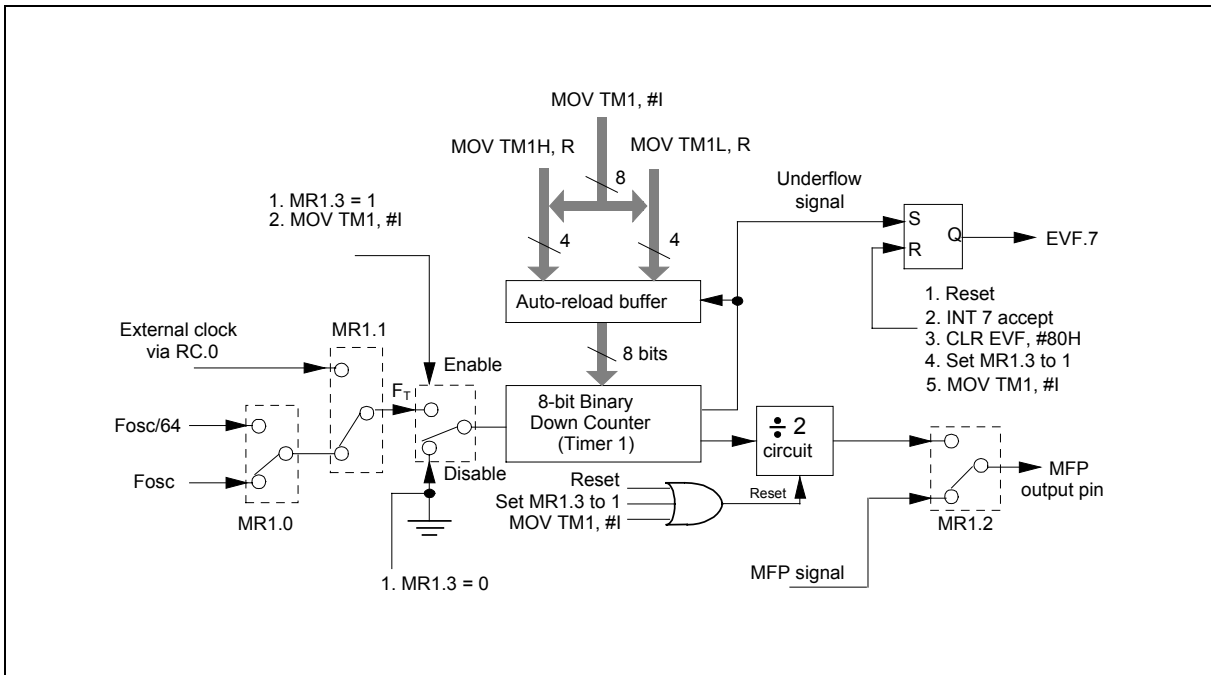 MOV TM1, #I
MOV TM1H, R
MOV TM1L, R
8
4
4
1. MR1.3 = 1
2. MOV TM1, #I
Underflow
signal
S
Q
R
EVF.7
Auto-reload buffer
1. Reset
2. INT 7 accept
3. CLR EVF, #80H
4. Set MR1.3 to 1
5. MOV TM1, #I
External clock
via RC.0
MR1.1
8 bits
Enable
FT
8-bit Binary
Down Counter
(Timer 1)
÷ 2
circuit
Fosc/64
Fosc
MR1.0
Disable
Reset
Set MR1.3 to 1
MOV TM1, #I
Reset
MFP
output pin
MR1.2
1. MR1.3 = 0
MFP signal